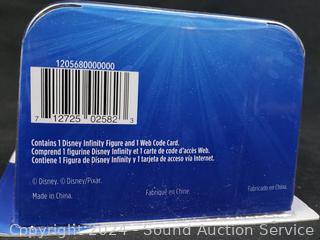 1205680000000
7 12725 02582 3
Contains 1 Disney Infinity Figure and 1 Web Code Card.
Comprend 1 figurine Disney Infinity et 1 carte de code d'accès Web.
Contiene 1 Figura de Disney Infinity y 1 tarjeta de acceso vía Internet.
© Disney. © Disney/Pixar.
Made in China. Fabriqué en Chine. Fabricado en China.
Copyright 2024 - Sound Auction Service